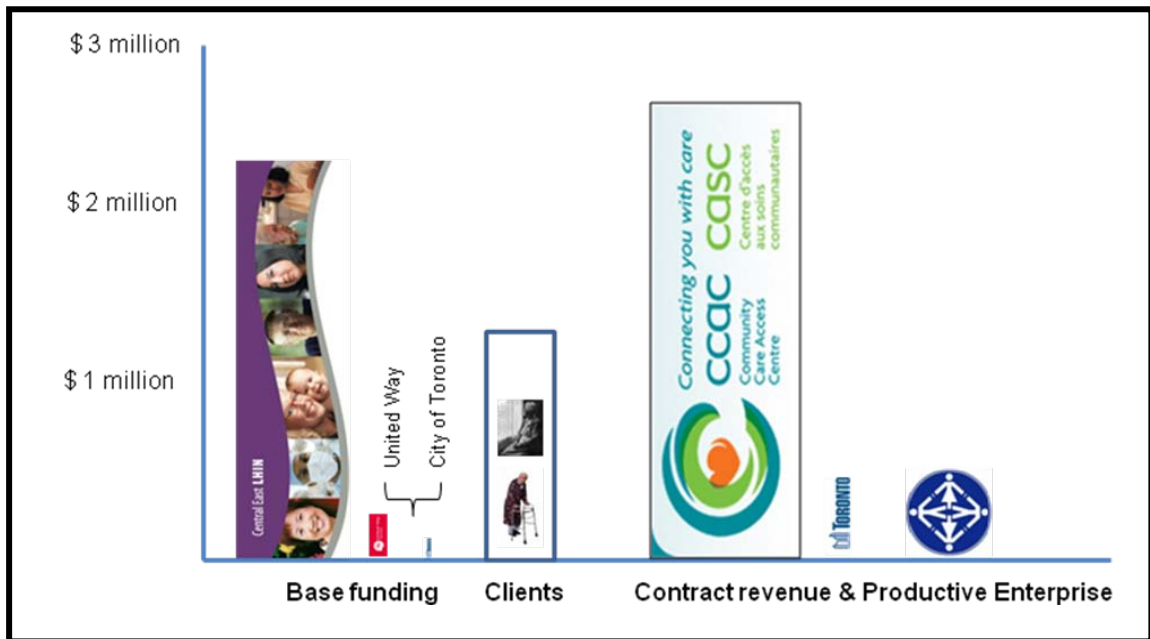 $ 3 million
$ 2 million
$ 1 million
Central East LHIN
United Way
City of Toronto
Connecting you with care
ccac casc
Community
Care Access
Centre
Centre d'accès
aux soins
communautaires
TORONTO
Base funding
Clients
Contract revenue & Productive Enterprise